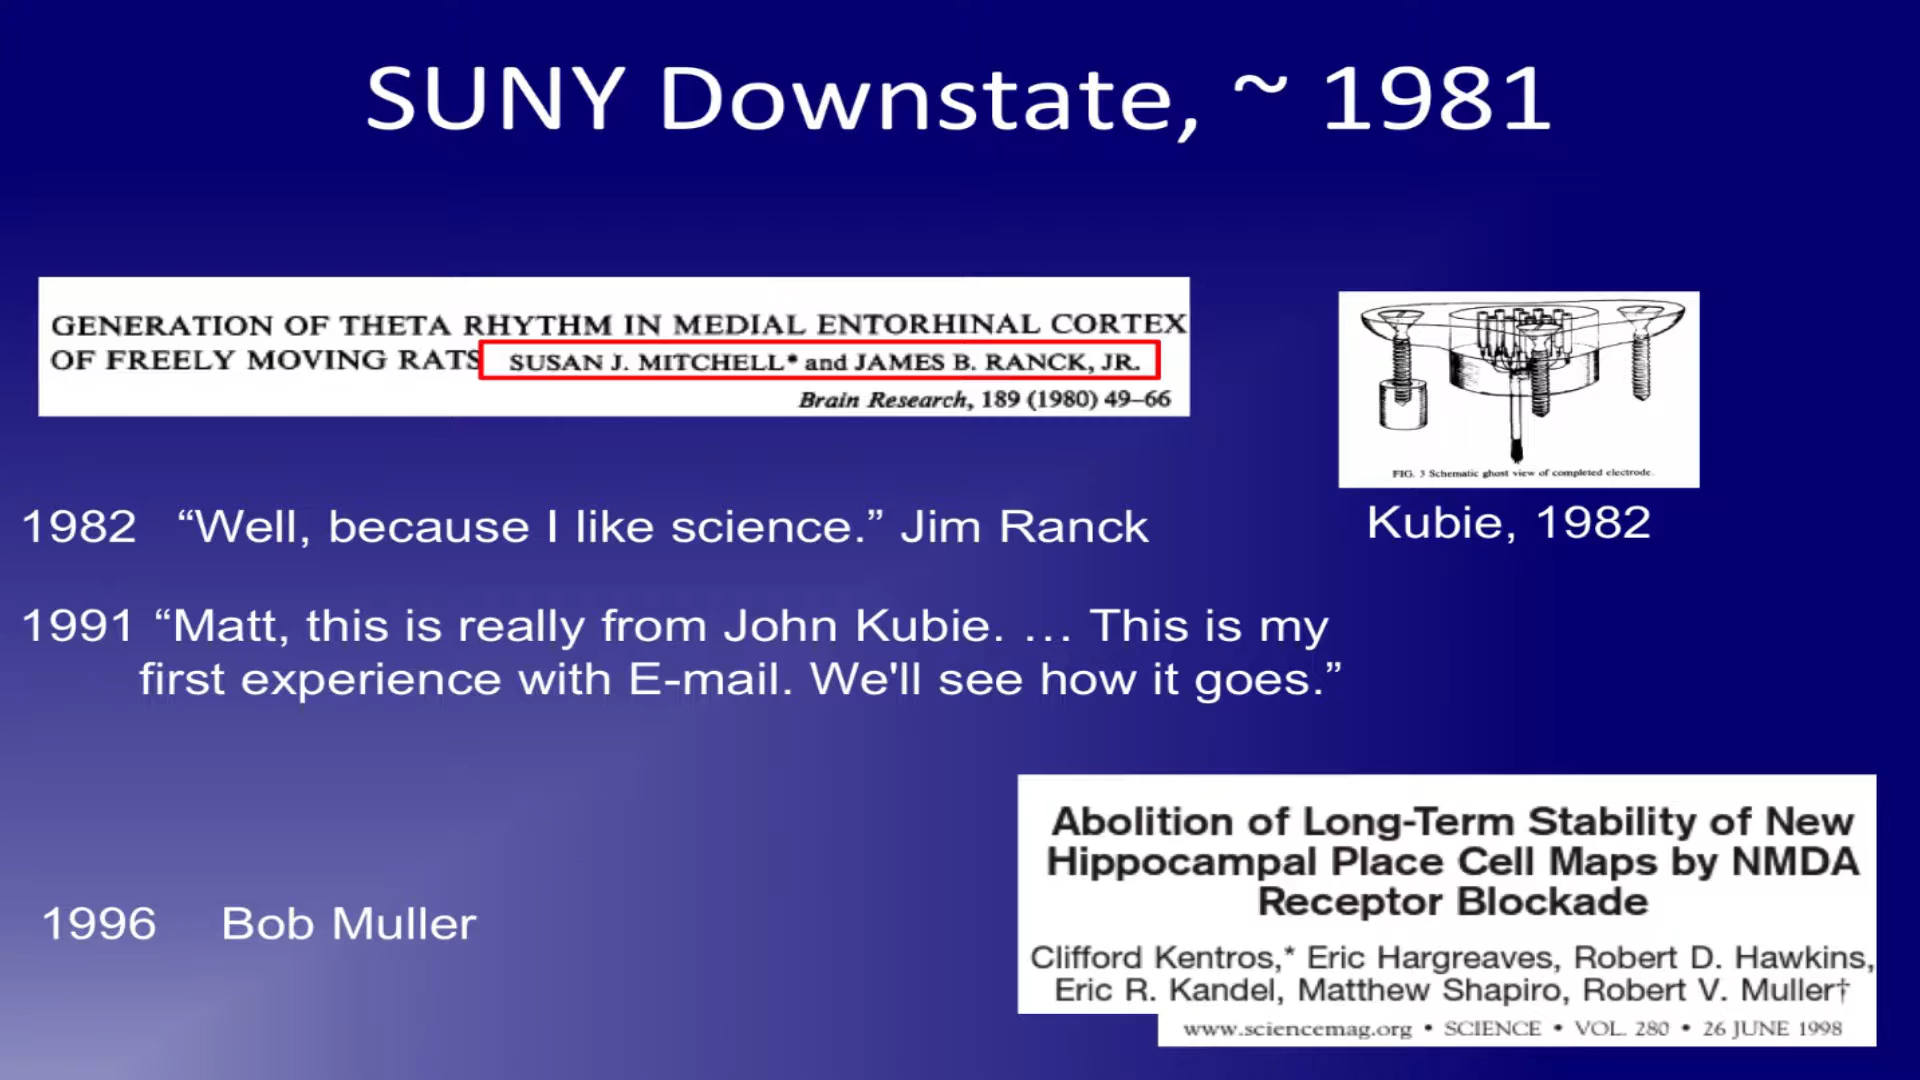 SUNY Downstate, ~ 1981
GENERATION OF THETA RHYTHM IN MEDIAL ENTORHINAL CORTEX
OF FREELY MOVING RATS SUSAN J. MITCHELL* and JAMES B. RANCK, JR.
Brain Research, 189 (1980) 49–66
FIG. 3 Schematic ghost view of completed electrode.
1982 “Well, because I like science.” Jim Ranck
Kubie, 1982
1991 “Matt, this is really from John Kubie. … This is my
first experience with E-mail. We'll see how it goes.”
1996 Bob Muller
Abolition of Long-Term Stability of New
Hippocampal Place Cell Maps by NMDA
Receptor Blockade
Clifford Kentros,* Eric Hargreaves, Robert D. Hawkins,
Eric R. Kandel, Matthew Shapiro, Robert V. Muller†
www.sciencemag.org • SCIENCE • VOL. 280 • 26 JUNE 1998